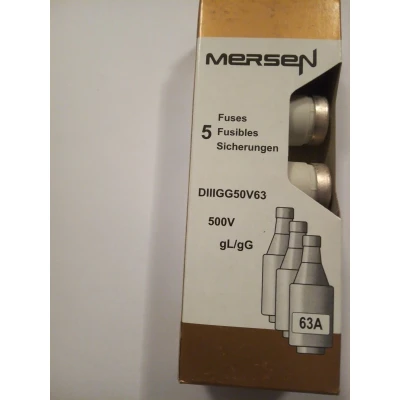 MERSEN
5
Fuses
Fusibles
Sicherungen
DIIIGG50V63
500V
gL/gG
63A